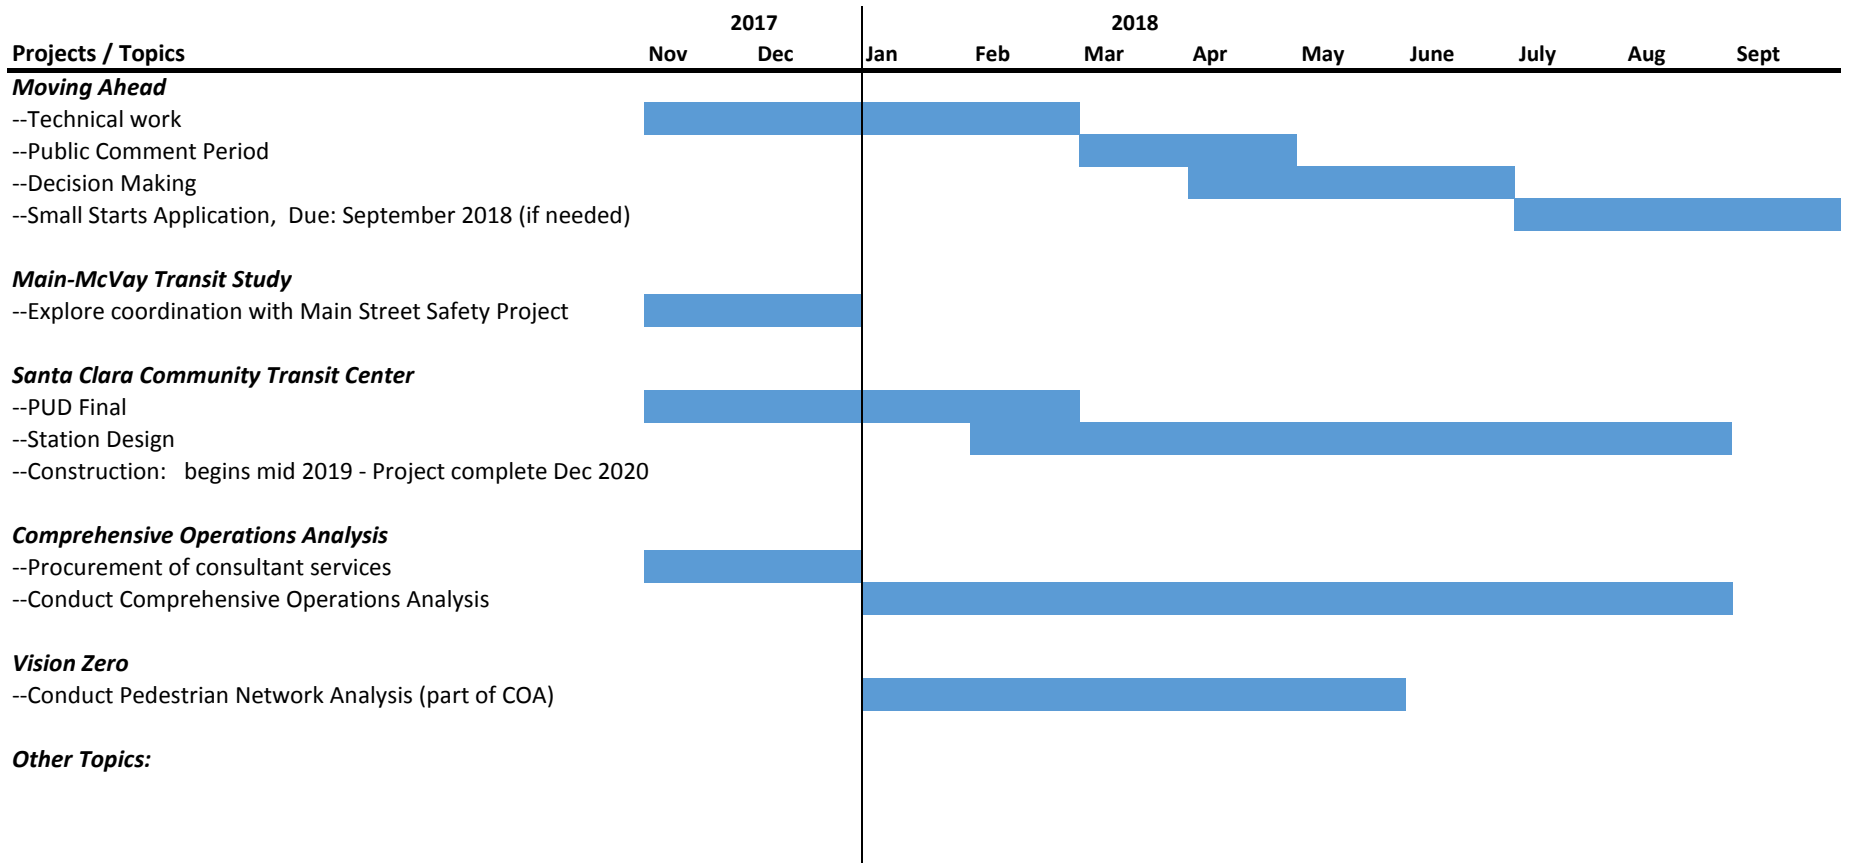 2017 2018
Projects / Topics Nov Dec Jan Feb Mar Apr May June July Aug Sept
Moving Ahead
--Technical work
--Public Comment Period
--Decision Making
--Small Starts Application,  Due: September 2018 (if needed)
Main-McVay Transit Study
--Explore coordination with Main Street Safety Project
Santa Clara Community Transit Center
--PUD Final
--Station Design
--Construction:   begins mid 2019 - Project complete Dec 2020
Comprehensive Operations Analysis
--Procurement of consultant services
--Conduct Comprehensive Operations Analysis
Vision Zero
--Conduct Pedestrian Network Analysis (part of COA)
Other Topics: